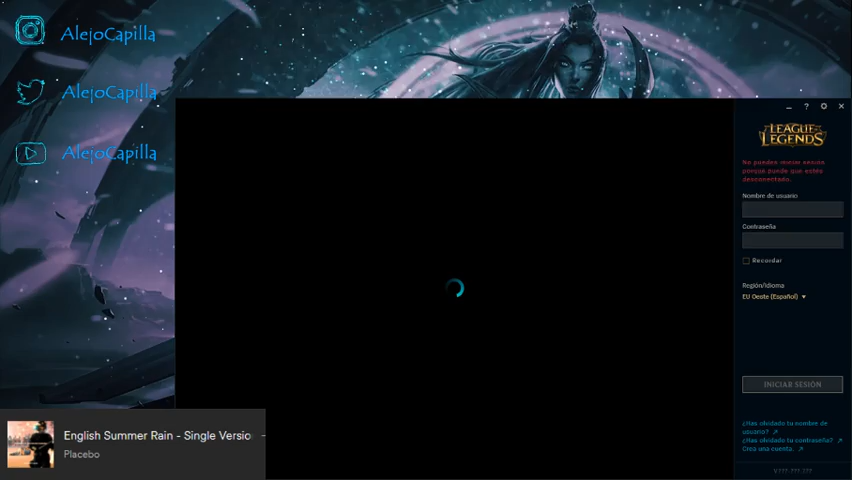 AlejoCapilla
AlejoCapilla
AlejoCapilla
LEAGUE OF
LEGENDS
No puedes iniciar sesión
porque puede que estés
desconectado.
Nombre de usuario
Contraseña
Recordar
Región/Idioma
EU Oeste (Español)
INICIAR SESIÓN
¿Has olvidado tu nombre de
usuario?
¿Has olvidado tu contraseña?
Crea una cuenta.
V.???.???.???
English Summer Rain - Single Versio
Placebo